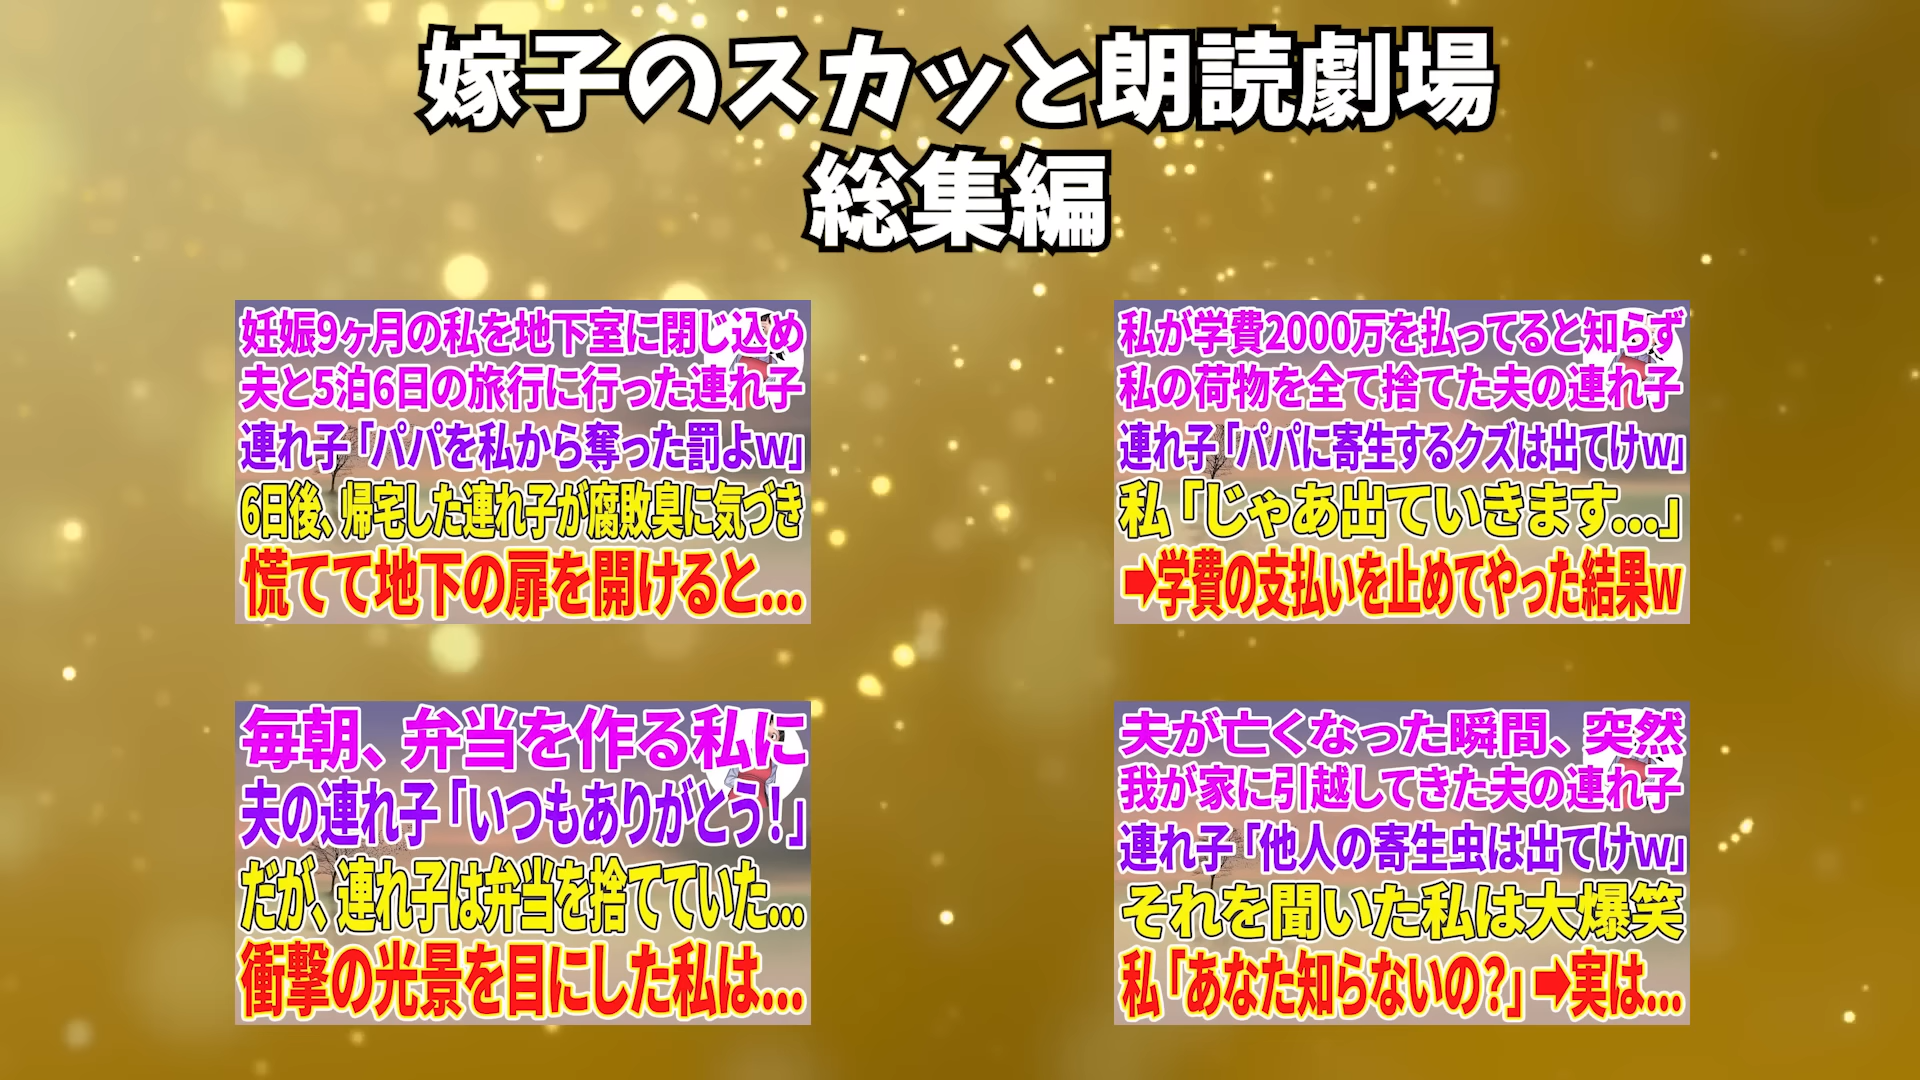 嫁子のスカッと朗読劇場
総集編
妊娠9ヶ月の私を地下室に閉じ込め
夫と5泊6日の旅行に行った連れ子
連れ子「パパを私から奪った罰よw」
6日後、帰宅した連れ子が腐敗臭に気づき
慌てて地下の扉を開けると...
私が学費2000万を払ってると知らず
私の荷物を全て捨てた夫の連れ子
連れ子「パパに寄生するクズは出てけw」
私「じゃあ出ていきます...」
➡学費の支払いを止めてやった結果w
毎朝、弁当を作る私に
夫の連れ子「いつもありがとう!」
だが、連れ子は弁当を捨てていた...
衝撃の光景を目にした私は...
夫が亡くなった瞬間、突然
我が家に引越してきた夫の連れ子
連れ子「他人の寄生虫は出てけw」
それを聞いた私は大爆笑
私「あなた知らないの?」➡実は...